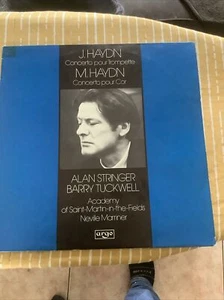 J. HAYDN
Concerto pour Trompette
M. HAYDN
Concerto pour Cor
ALAN STRINGER
BARRY TUCKWELL
Academy
of Saint-Martin-in-the-Fields
Neville Marriner
argo